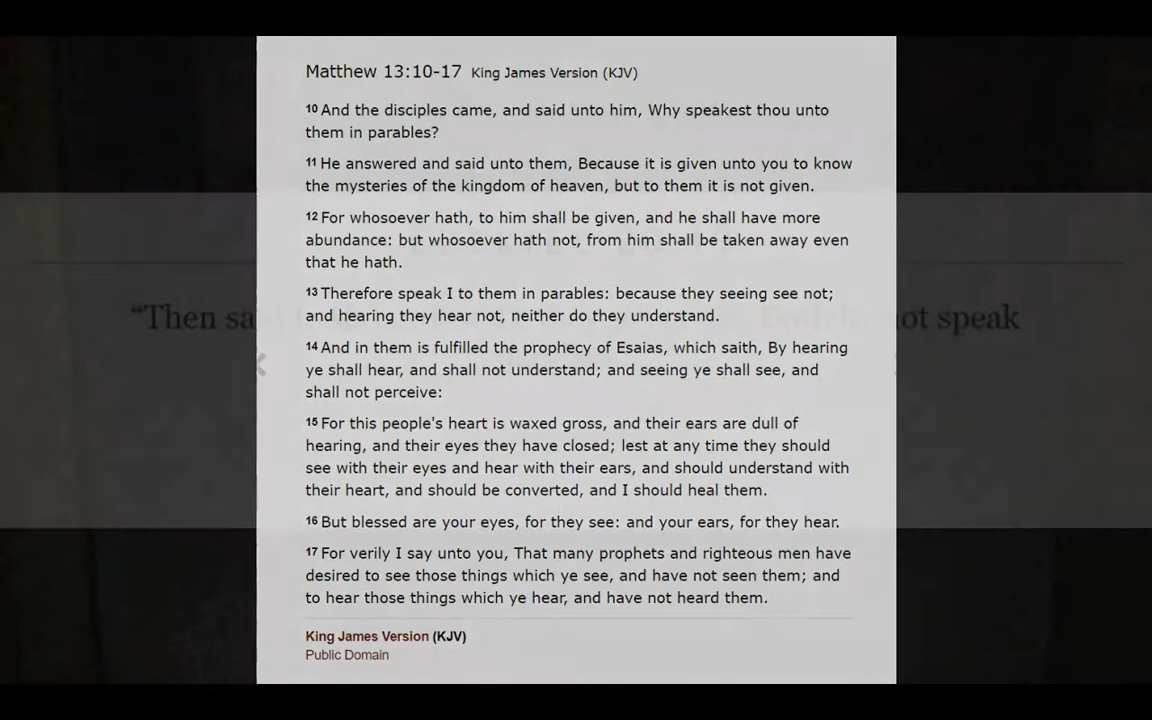 Matthew 13:10-17 King James Version (KJV)
10 And the disciples came, and said unto him, Why speakest thou unto
them in parables?
11 He answered and said unto them, Because it is given unto you to know
the mysteries of the kingdom of heaven, but to them it is not given.
12 For whosoever hath, to him shall be given, and he shall have more
abundance: but whosoever hath not, from him shall be taken away even
that he hath.
13 Therefore speak I to them in parables: because they seeing see not;
and hearing they hear not, neither do they understand.
“Then sa
not speak
14 And in them is fulfilled the prophecy of Esaias, which saith, By hearing
ye shall hear, and shall not understand; and seeing ye shall see, and
shall not perceive:
15 For this people's heart is waxed gross, and their ears are dull of
hearing, and their eyes they have closed; lest at any time they should
see with their eyes and hear with their ears, and should understand with
their heart, and should be converted, and I should heal them.
16 But blessed are your eyes, for they see: and your ears, for they hear.
17 For verily I say unto you, That many prophets and righteous men have
desired to see those things which ye see, and have not seen them; and
to hear those things which ye hear, and have not heard them.
King James Version (KJV)
Public Domain